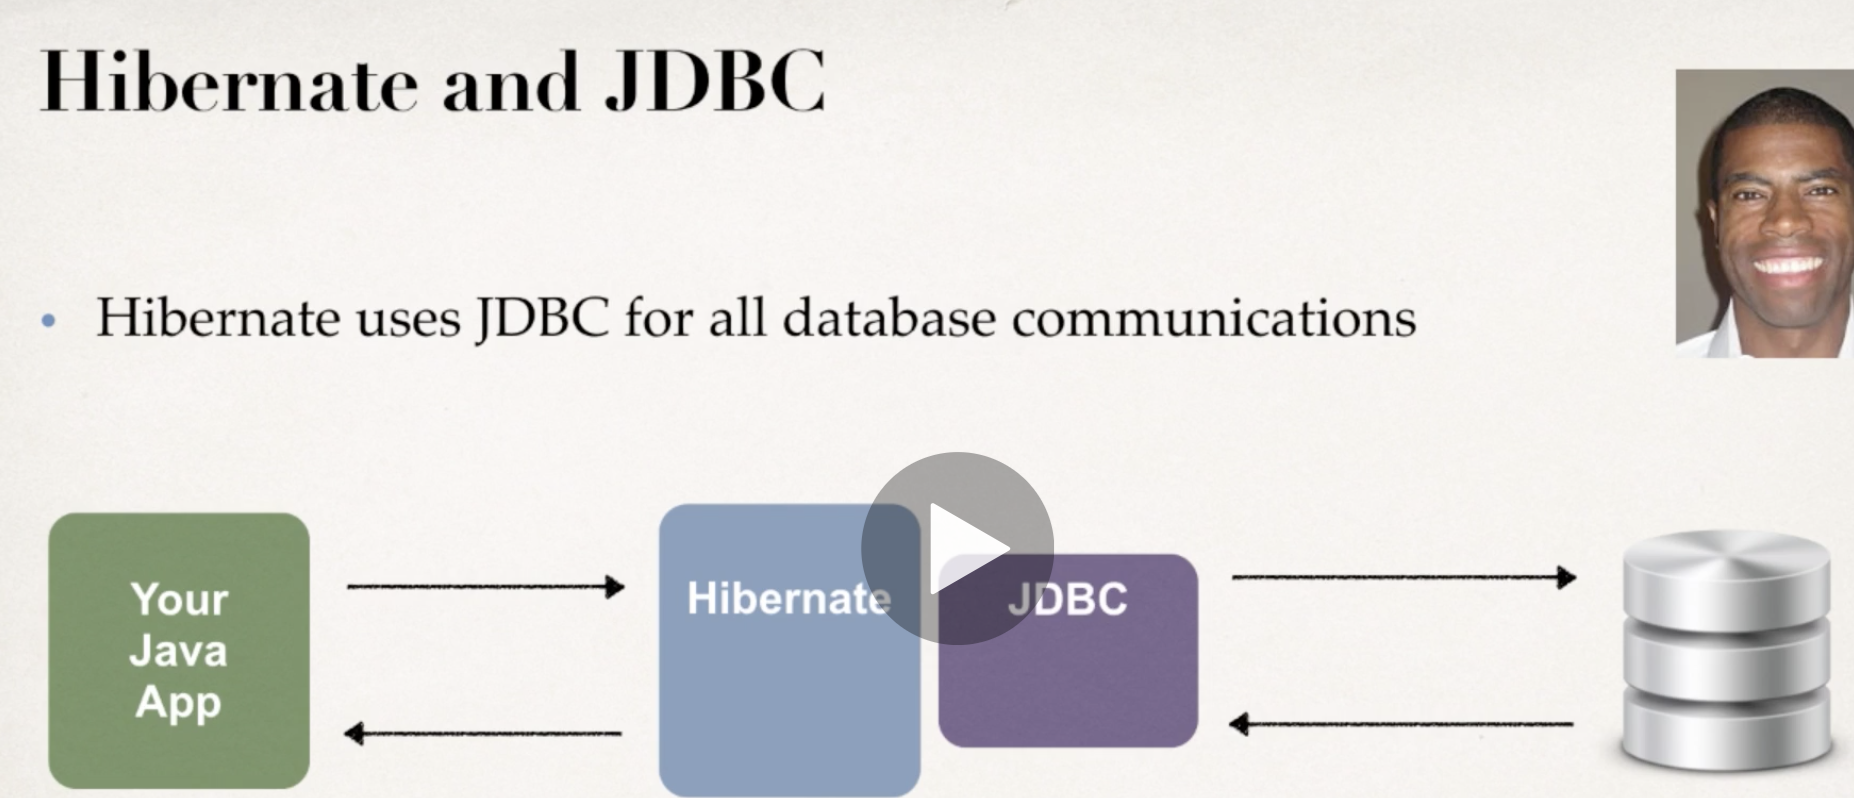 Hibernate and JDBC
• Hibernate uses JDBC for all database communications
Your
Java
App
Hibernate
JDBC